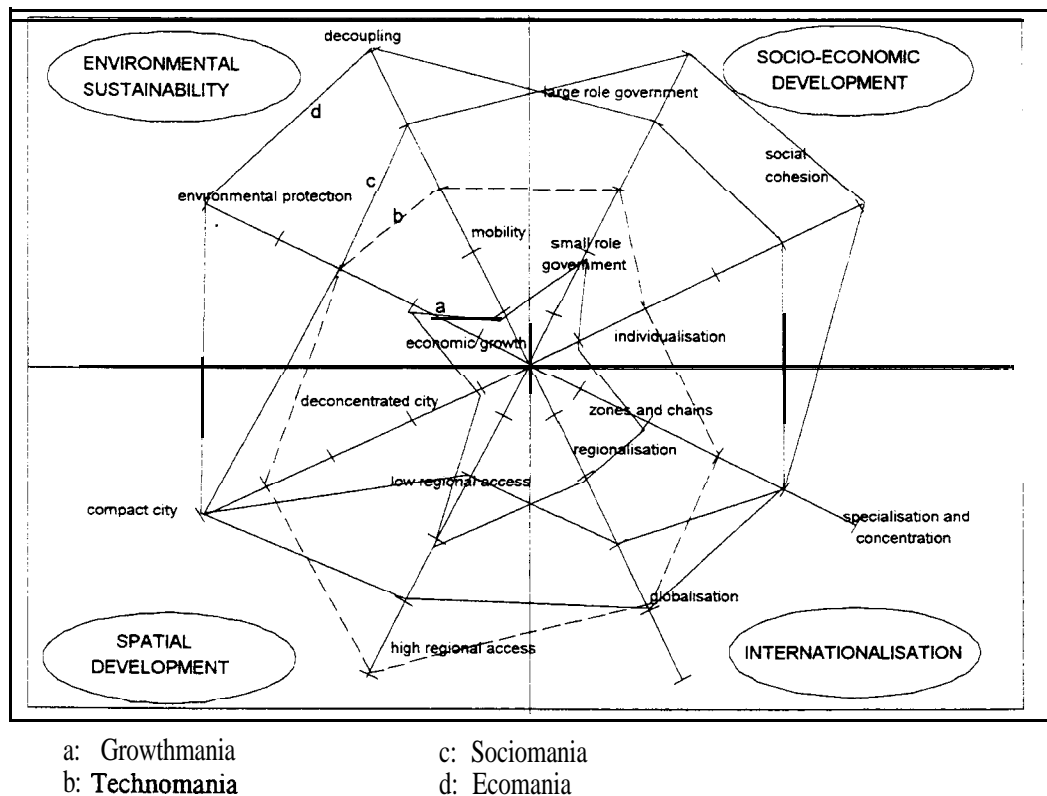 decoupling
ENVIRONMENTAL
SUSTAINABILITY
SOCIO-ECONOMIC
DEVELOPMENT
large role government
d
social
cohesion
c
environmental protection
b
mobility
small role
government
a
economic growth
individualisation
deconcentrated city
zones and chains
regionalisation
low regional access
compact city
specialisation and
concentration
globalisation
SPATIAL
DEVELOPMENT
high regional access
INTERNATIONALISATION
a: Growthmania
c: Sociomania
b: Technomania
d: Ecomania